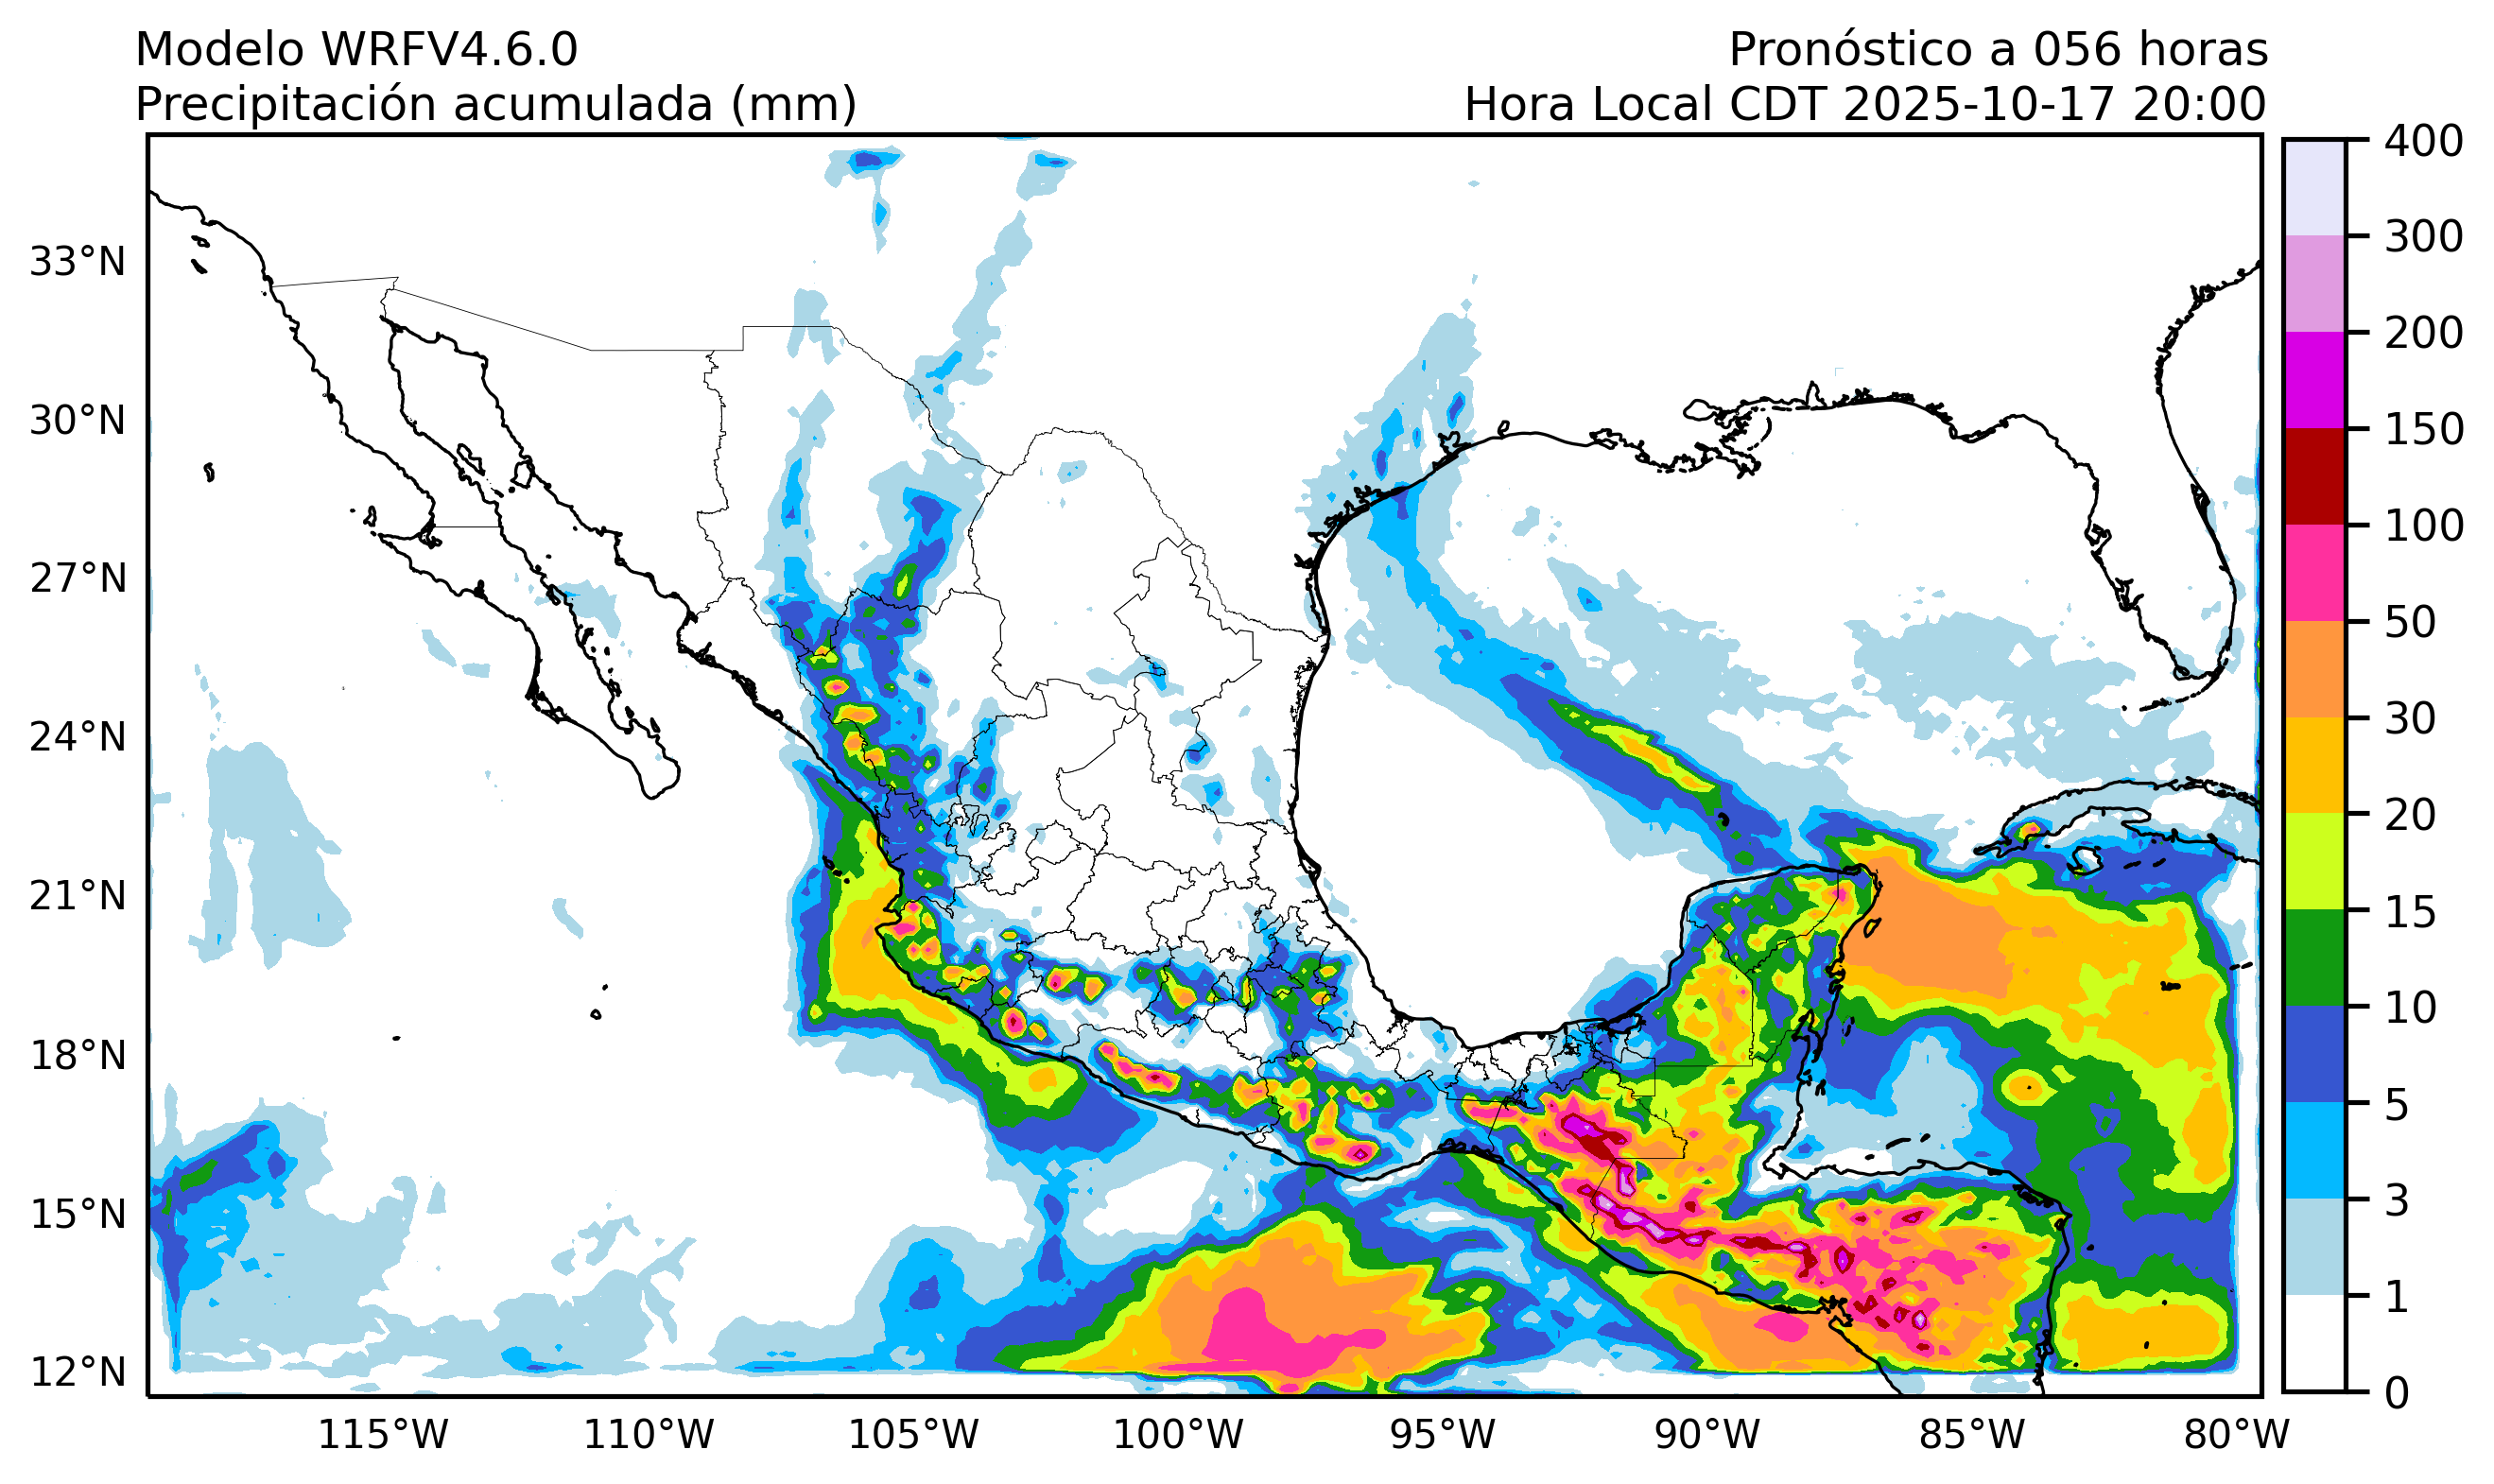 Modelo WRFV4.6.0
Pronóstico a 056 horas
Precipitación acumulada (mm)
Hora Local CDT 2025-10-17 20:00
400
300
200
150
100
50
30
20
15
10
5
3
1
0
33°N
30°N
27°N
24°N
21°N
18°N
15°N
12°N
115°W
110°W
105°W
100°W
95°W
90°W
85°W
80°W